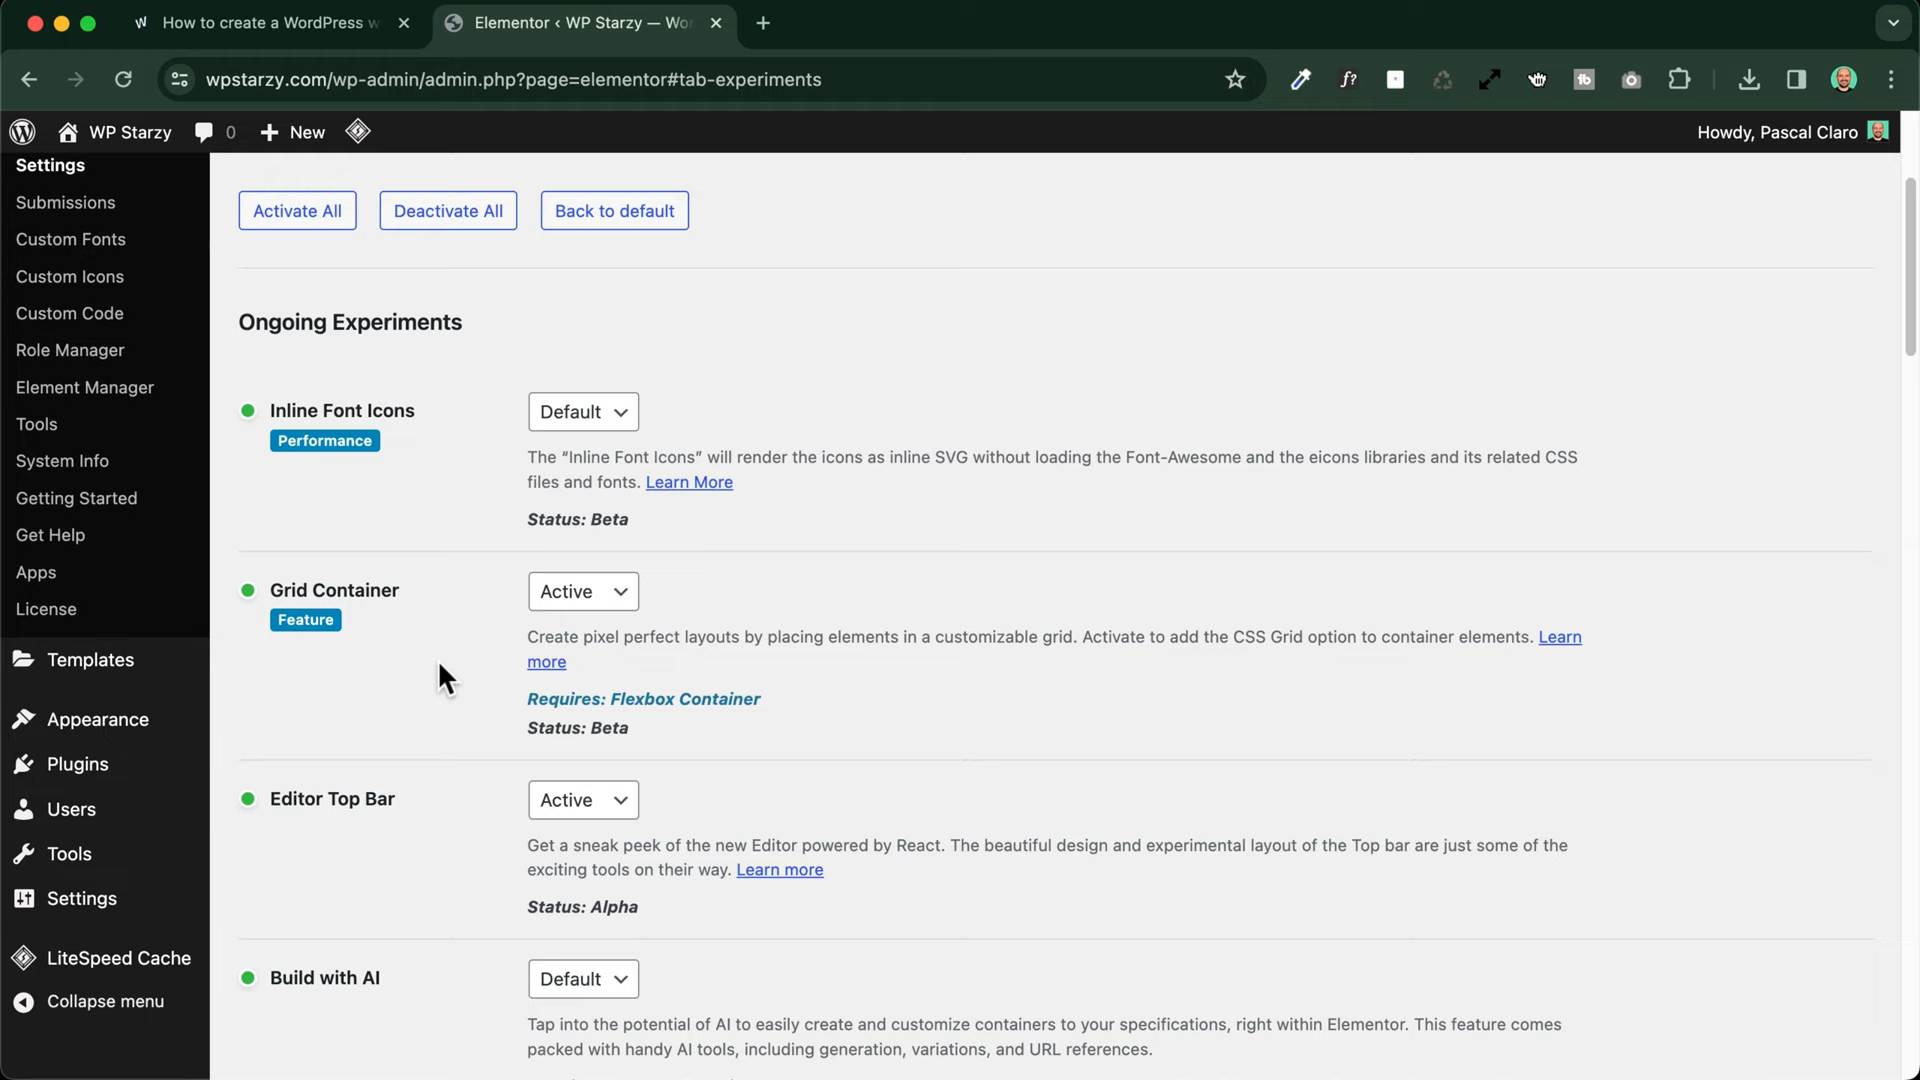 How to create a WordPress w
Elementor ‹ WP Starzy — Wor
wpstarzy.com/wp-admin/admin.php?page=elementor#tab-experiments
f?
tb
WP Starzy
0
New
Howdy, Pascal Claro
Settings
Submissions
Custom Fonts
Custom Icons
Custom Code
Role Manager
Element Manager
Tools
System Info
Getting Started
Get Help
Apps
License
Templates
Appearance
Plugins
Users
Tools
Settings
LiteSpeed Cache
Collapse menu
Activate All
Deactivate All
Back to default
Ongoing Experiments
Inline Font Icons
Performance
Default
The “Inline Font Icons” will render the icons as inline SVG without loading the Font-Awesome and the eicons libraries and its related CSS
files and fonts. Learn More
Status: Beta
Grid Container
Feature
Active
Create pixel perfect layouts by placing elements in a customizable grid. Activate to add the CSS Grid option to container elements. Learn
more
Requires: Flexbox Container
Status: Beta
Editor Top Bar
Active
Get a sneak peek of the new Editor powered by React. The beautiful design and experimental layout of the Top bar are just some of the
exciting tools on their way. Learn more
Status: Alpha
Build with AI
Default
Tap into the potential of AI to easily create and customize containers to your specifications, right within Elementor. This feature comes
packed with handy AI tools, including generation, variations, and URL references.